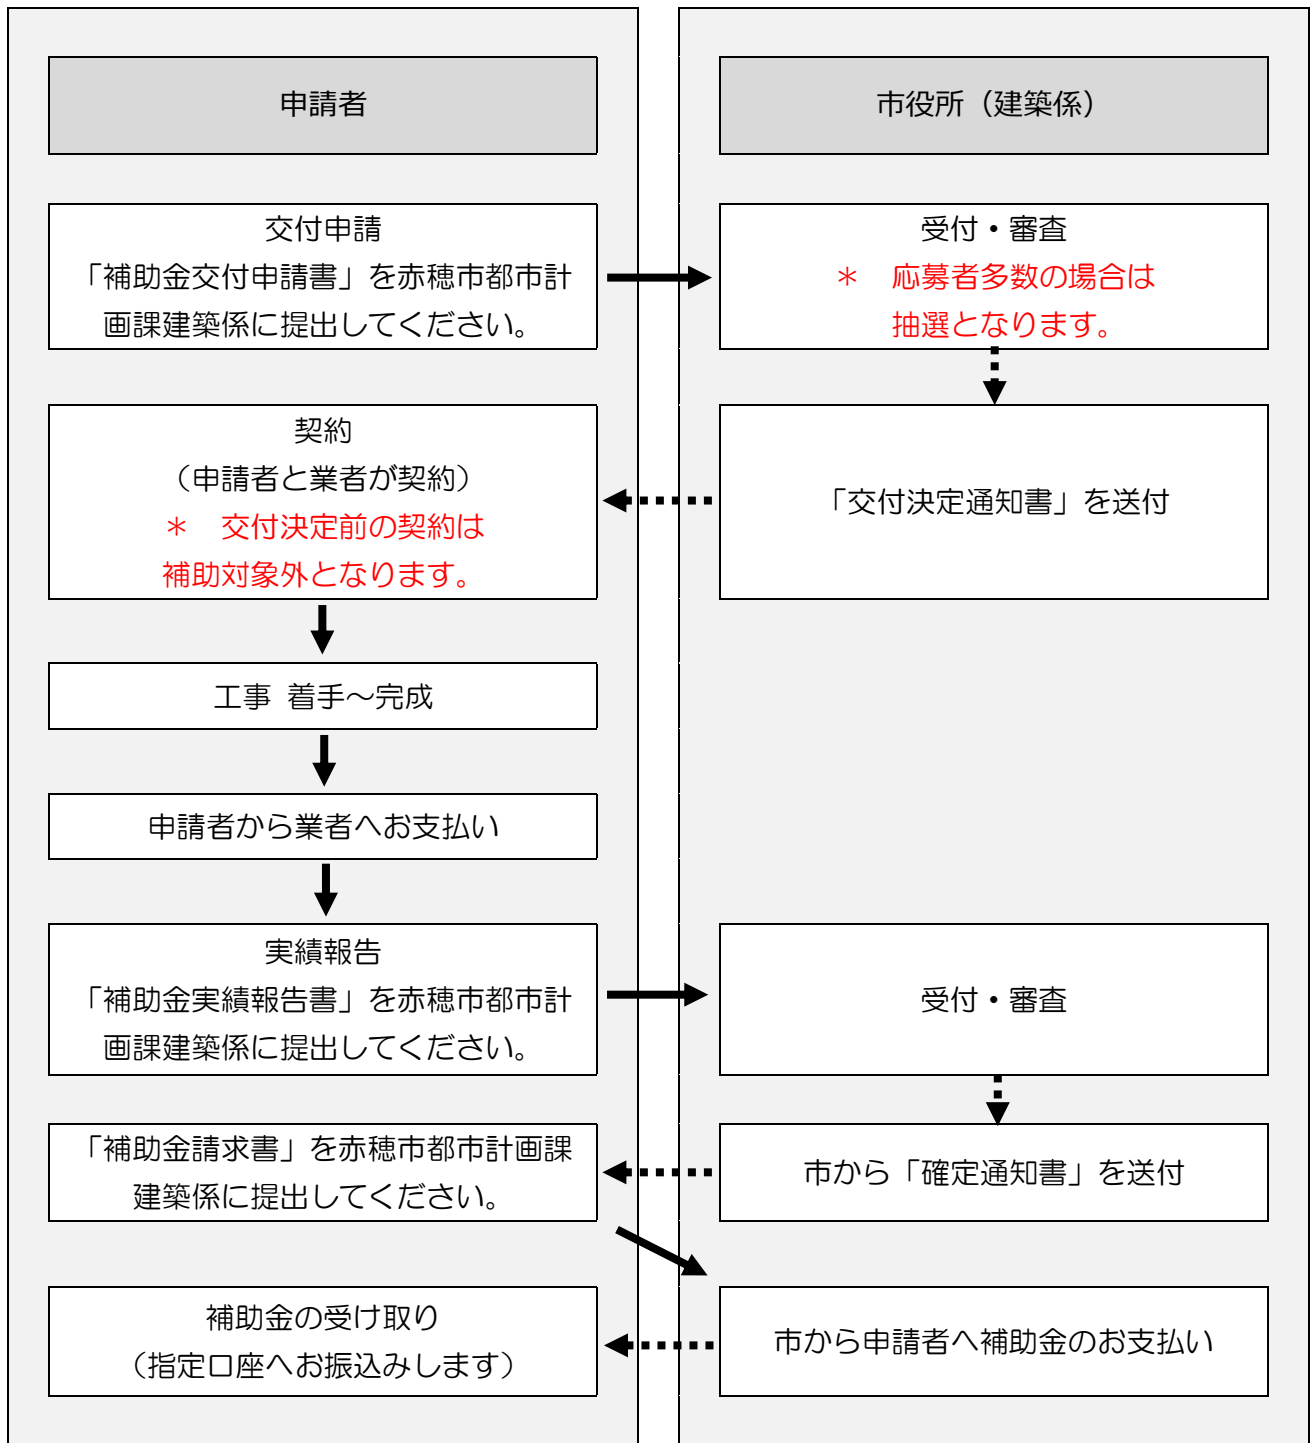 申請者
市役所（建築係）
交付申請
「補助金交付申請書」を赤穂市都市計
画課建築係に提出してください。
受付・審査
＊　応募者多数の場合は
抽選となります。
契約
（申請者と業者が契約）
＊　交付決定前の契約は
補助対象外となります。
「交付決定通知書」を送付
工事 着手～完成
申請者から業者へお支払い
実績報告
「補助金実績報告書」を赤穂市都市計
画課建築係に提出してください。
受付・審査
「補助金請求書」を赤穂市都市計画課
建築係に提出してください。
市から「確定通知書」を送付
補助金の受け取り
（指定口座へお振込みします）
市から申請者へ補助金のお支払い